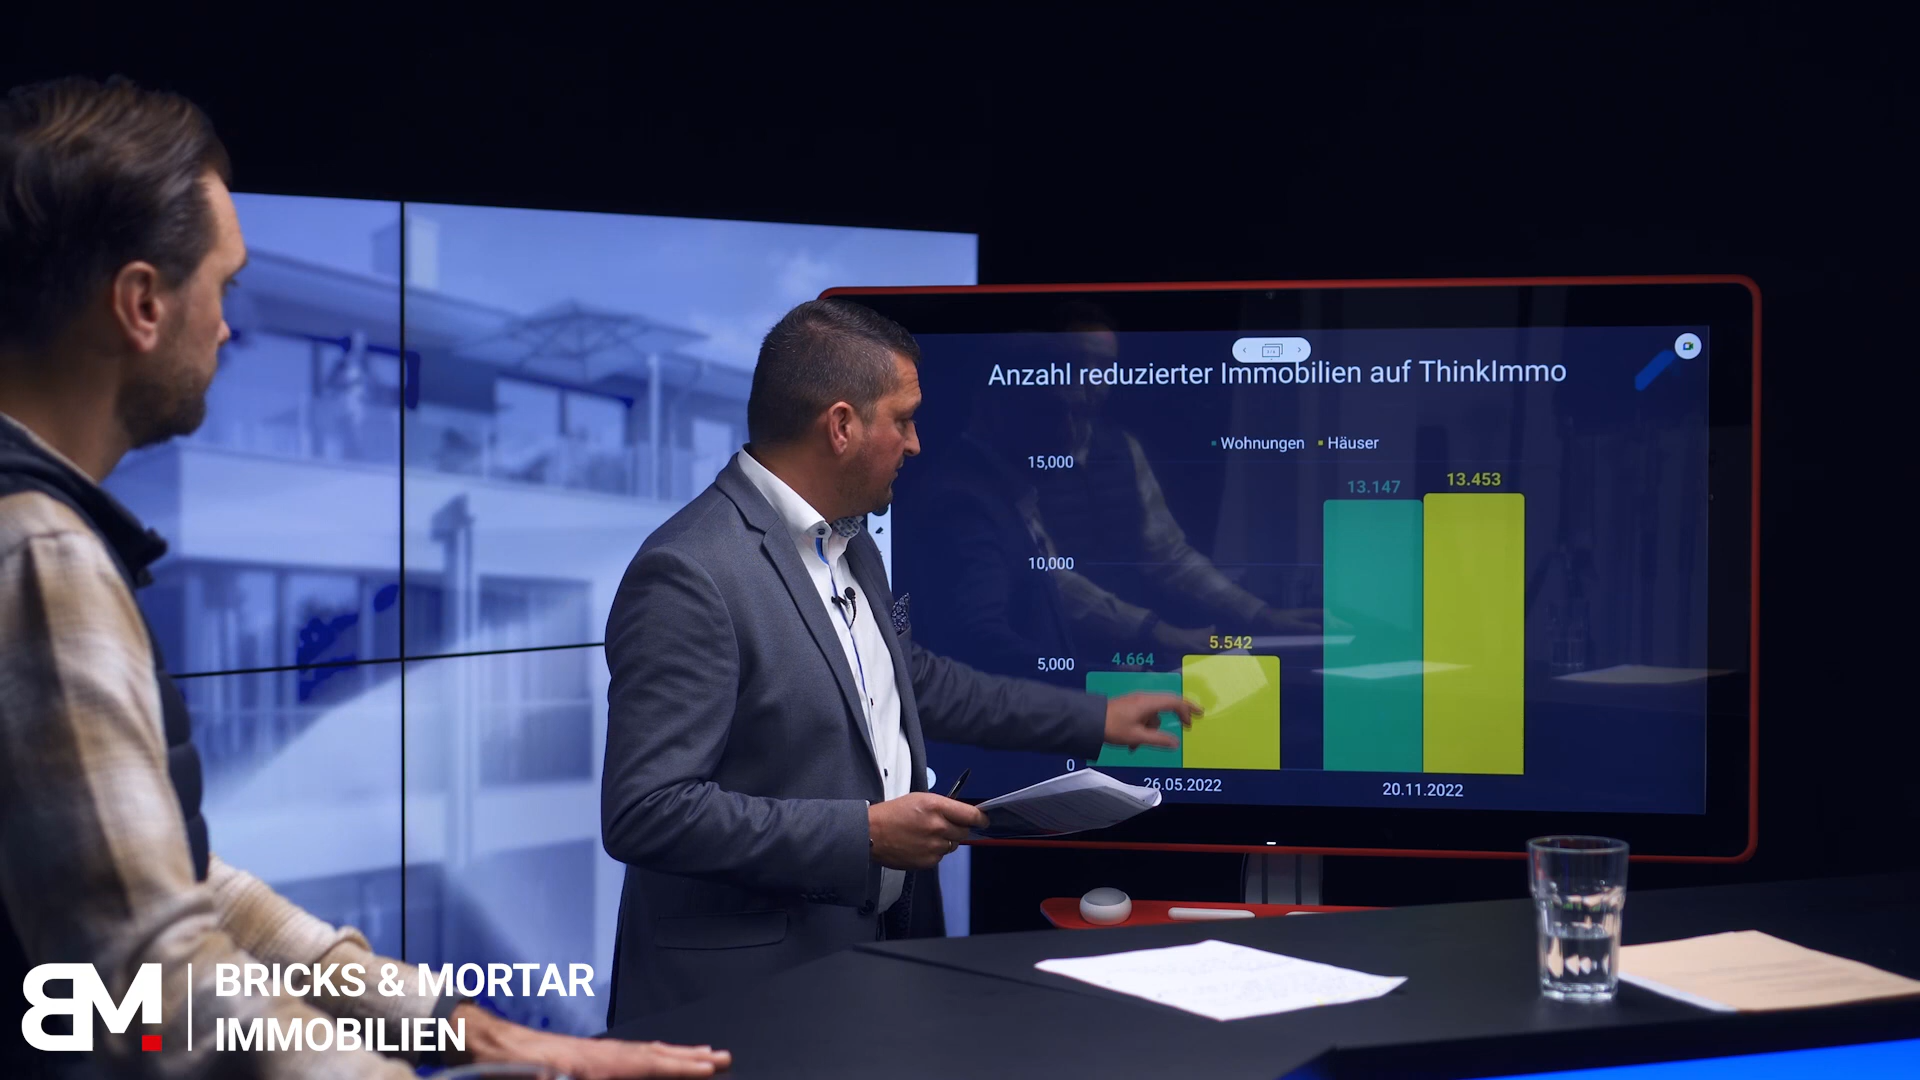 Anzahl reduzierter Immobilien auf ThinkImmo
Wohnungen Häuser
15,000
10,000
5,000
0
4.664
5.542
13.147
13.453
26.05.2022
20.11.2022
BM
BRICKS & MORTAR
IMMOBILIEN